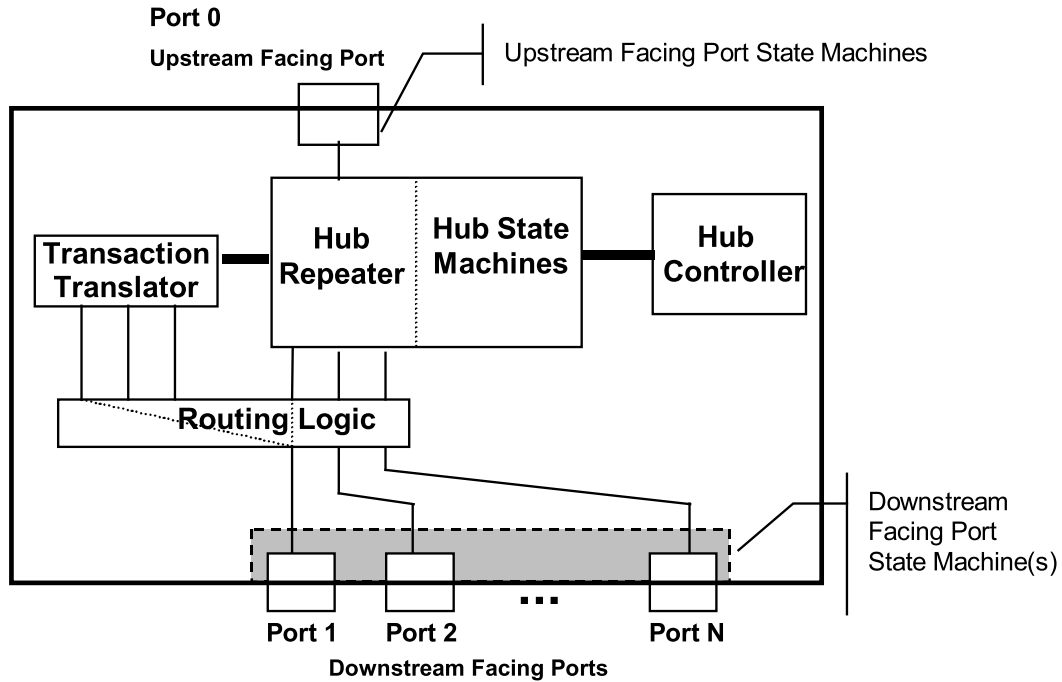 Port 0
Upstream Facing Port
Upstream Facing Port State Machines
Hub
Repeater
Hub State
Machines
Hub
Controller
Transaction
Translator
Routing Logic
Downstream
Facing Port
State Machine(s)
...
Port 1
Port 2
Port N
Downstream Facing Ports